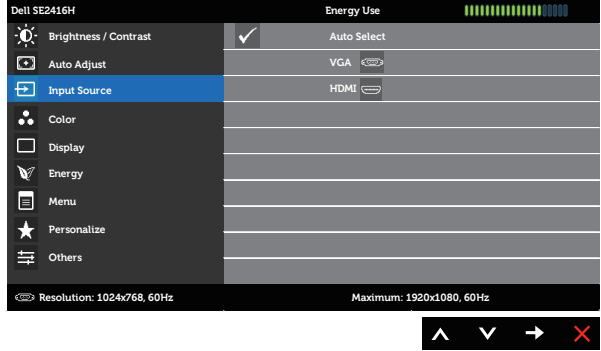 Dell SE2416H Energy Use
Brightness / Contrast Auto Select
Auto Adjust VGA
Input Source HDMI
Color
Display
Energy
Menu
Personalize
Others
Resolution: 1024x768, 60Hz Maximum: 1920x1080, 60Hz